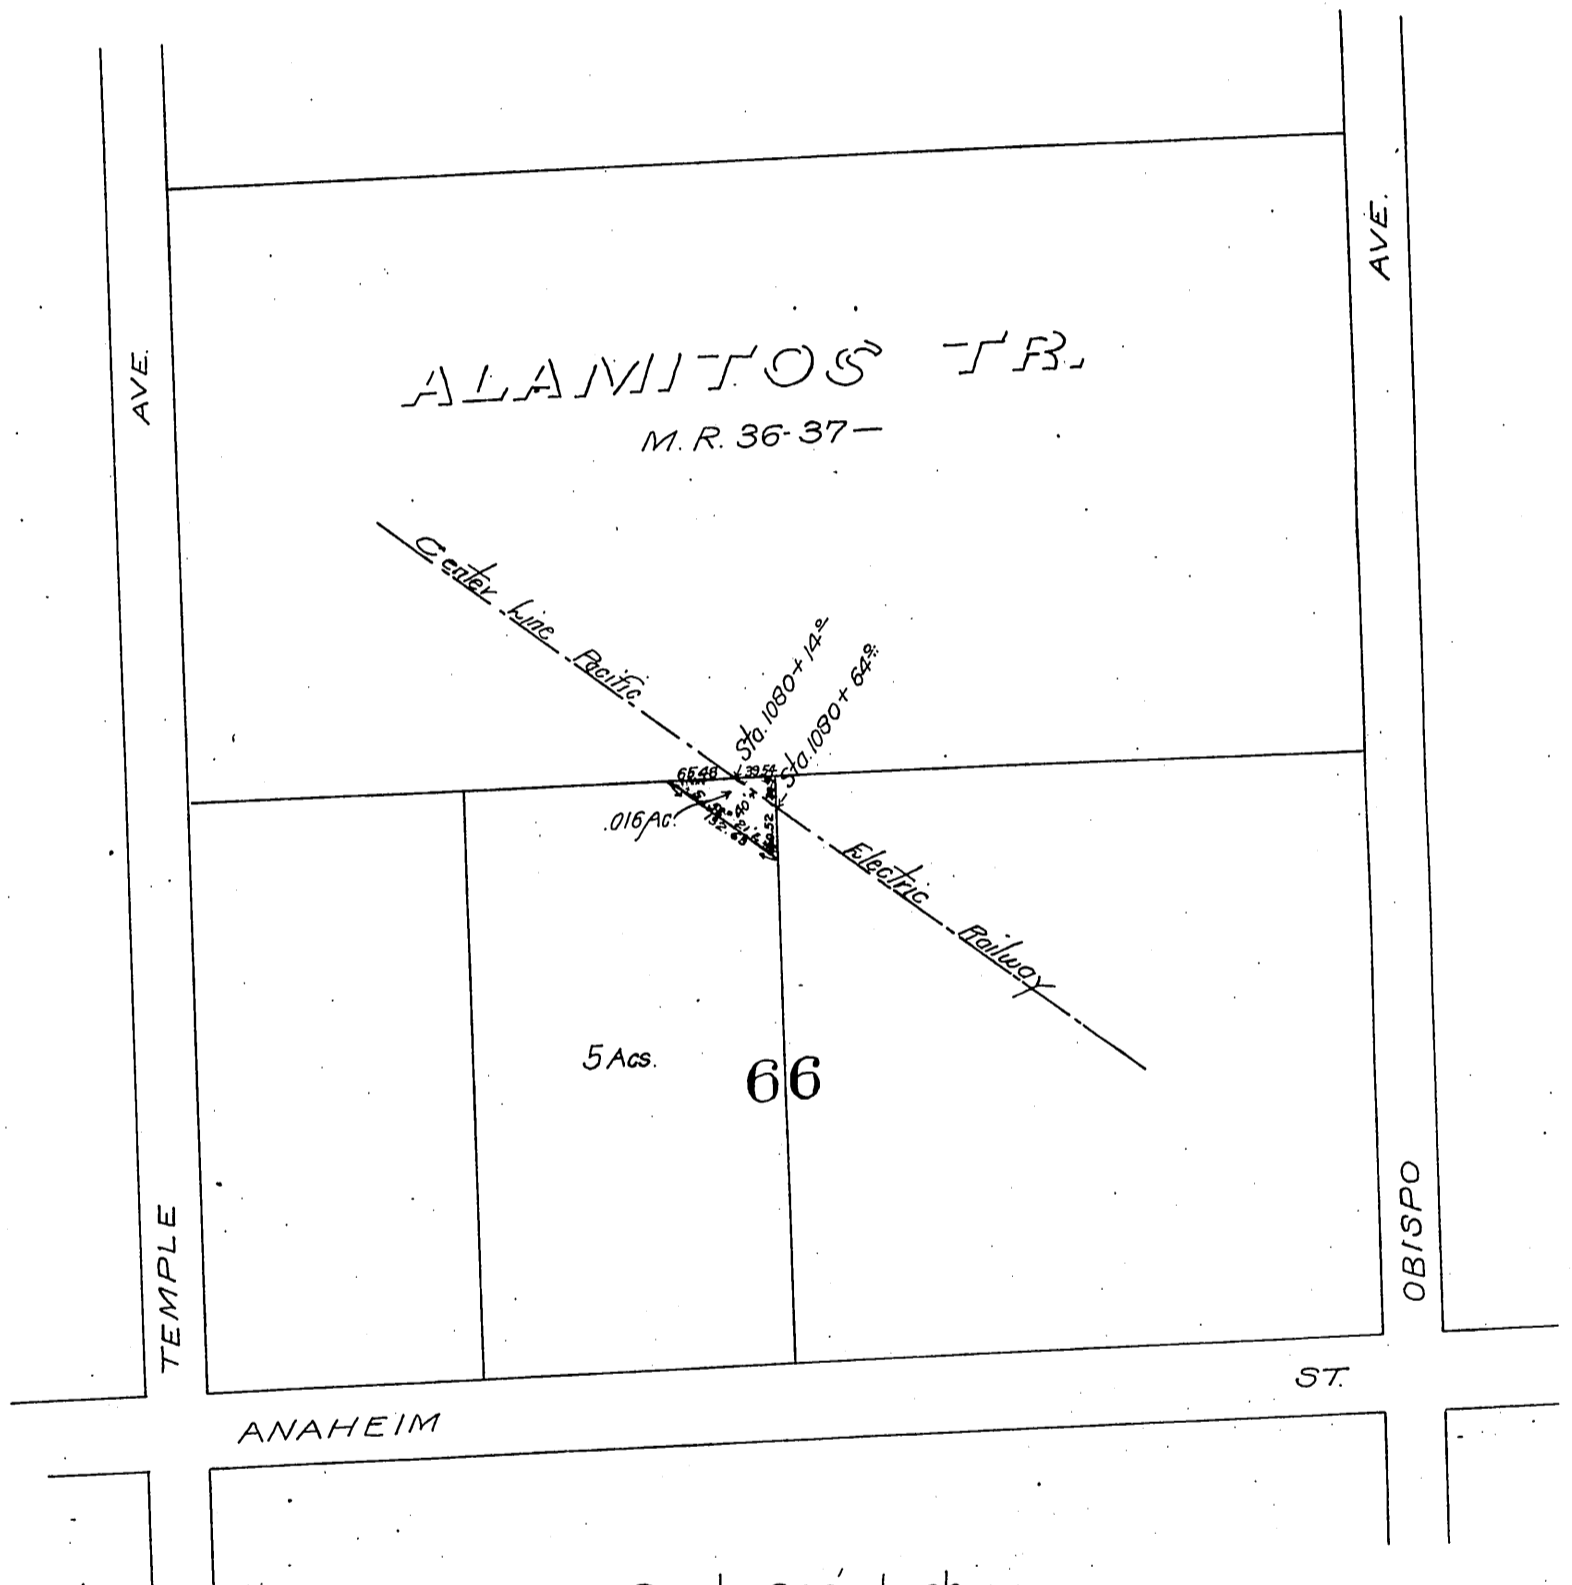 AVE.
AVE.
ALAMITOS TR.
M. R. 36-37—
Center Line Pacific Electric Railway
Sta. 1080+14.º
Sta. 1080+64.º
65.48
39.54
.016 Ac.
5 Acs.
66
TEMPLE
OBISPO
ANAHEIM ST.